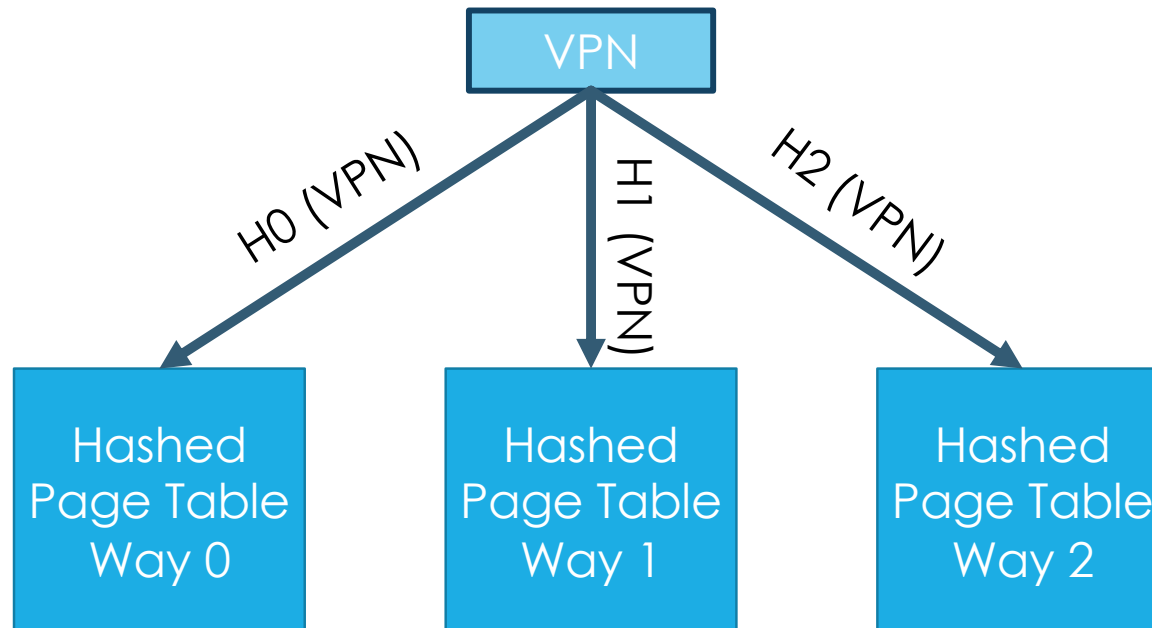 VPN
H0 (VPN)
H1 (VPN)
H2 (VPN)
Hashed
Page Table
Way 0
Hashed
Page Table
Way 1
Hashed
Page Table
Way 2